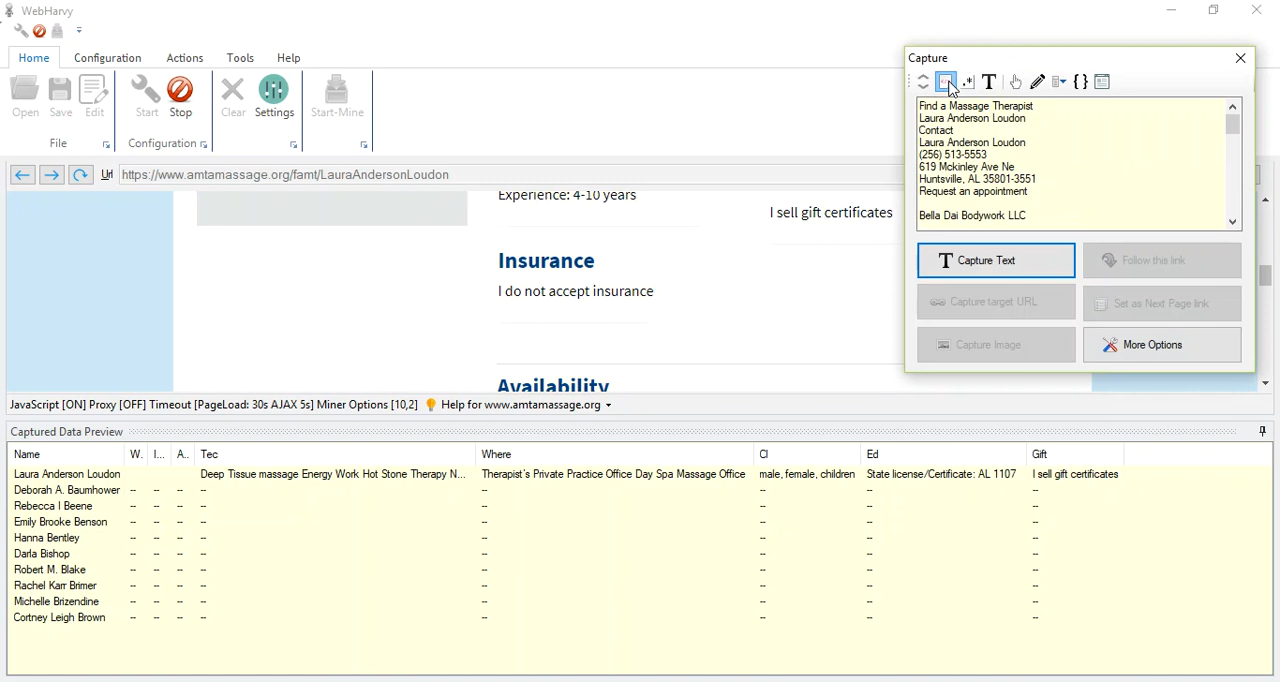 WebHarvy
Home Configuration Actions Tools Help
Open Save Edit Start Stop Clear Settings Start-Mine
File Configuration
Url https://www.amtamassage.org/famt/LauraAndersonLoudon
Experience: 4-10 years
I sell gift certificates
Insurance
I do not accept insurance
Availability
Capture
.* T { }
Find a Massage Therapist
Laura Anderson Loudon
Contact
Laura Anderson Loudon
(256) 513-5553
619 Mckinley Ave Ne
Huntsville, AL 35801-3551
Request an appointment
Bella Dai Bodywork LLC
T Capture Text Follow this link
Capture target URL Set as Next Page link
Capture Image More Options
JavaScript [ON] Proxy [OFF] Timeout [PageLoad: 30s AJAX 5s] Miner Options [10,2] Help for www.amtamassage.org
Captured Data Preview
Name W. I... A.. Tec Where Cl Ed Gift
Laura Anderson Loudon Deep Tissue massage Energy Work Hot Stone Therapy N... Therapist's Private Practice Office Day Spa Massage Office male, female, children State license/Certificate: AL 1107 I sell gift certificates
Deborah A. Baumhower -- -- -- -- -- -- -- --
Rebecca I Beene -- -- -- -- -- -- -- --
Emily Brooke Benson -- -- -- -- -- -- -- --
Hanna Bentley -- -- -- -- -- -- -- --
Darla Bishop -- -- -- -- -- -- -- --
Robert M. Blake -- -- -- -- -- -- -- --
Rachel Karr Brimer -- -- -- -- -- -- -- --
Michelle Brizendine -- -- -- -- -- -- -- --
Cortney Leigh Brown -- -- -- -- -- -- -- --